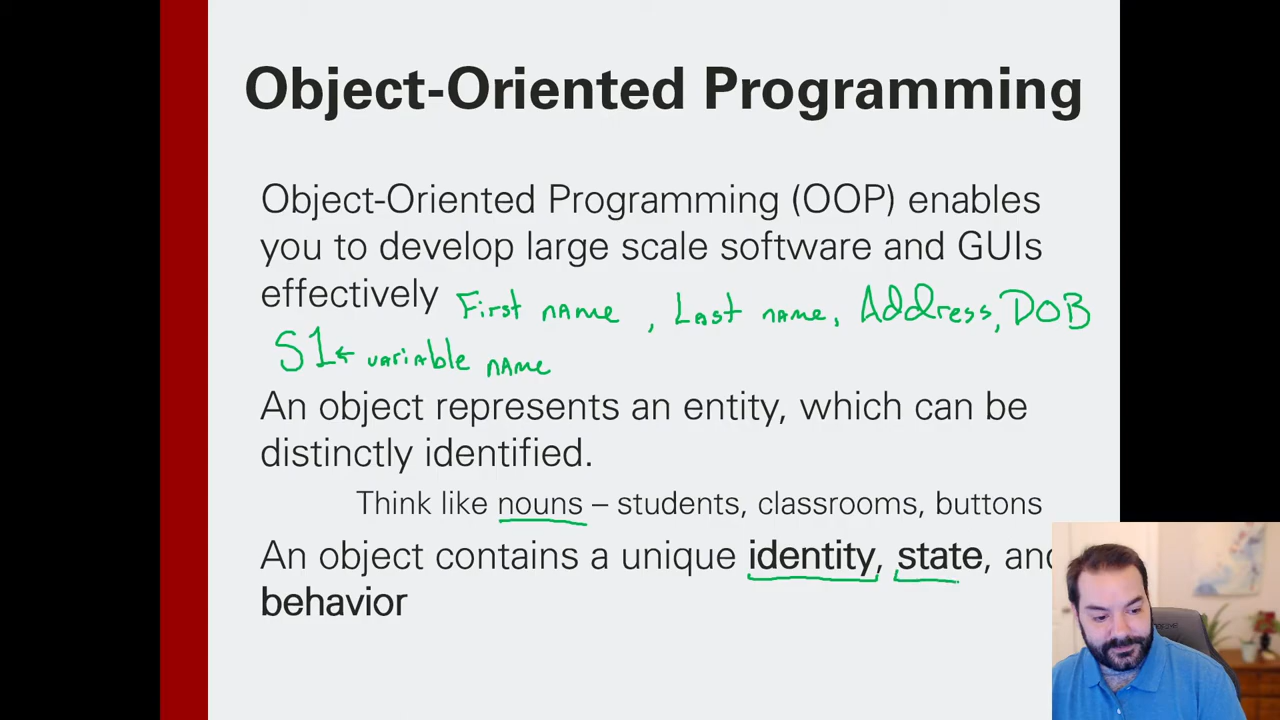 Object-Oriented Programming
Object-Oriented Programming (OOP) enables
you to develop large scale software and GUIs
effectively First name, Last name, Address, DOB
S1 ← variable name
An object represents an entity, which can be
distinctly identified.
Think like nouns – students, classrooms, buttons
An object contains a unique identity, state, and
behavior